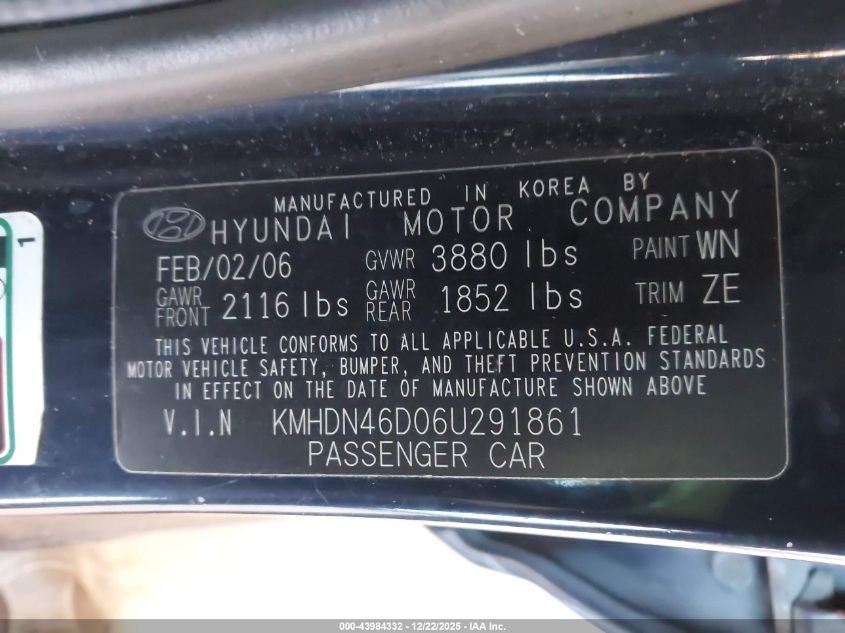 MANUFACTURED IN KOREA BY
HYUNDAI MOTOR COMPANY
FEB/02/06 GVWR 3880 lbs PAINT WN
GAWR FRONT 2116 lbs GAWR REAR 1852 lbs TRIM ZE
THIS VEHICLE CONFORMS TO ALL APPLICABLE U.S.A. FEDERAL
MOTOR VEHICLE SAFETY, BUMPER, AND THEFT PREVENTION STANDARDS
IN EFFECT ON THE DATE OF MANUFACTURE SHOWN ABOVE
V.I.N KMHDN46D06U291861
PASSENGER CAR
1
000-43984332 - 12/22/2025 - IAA Inc.